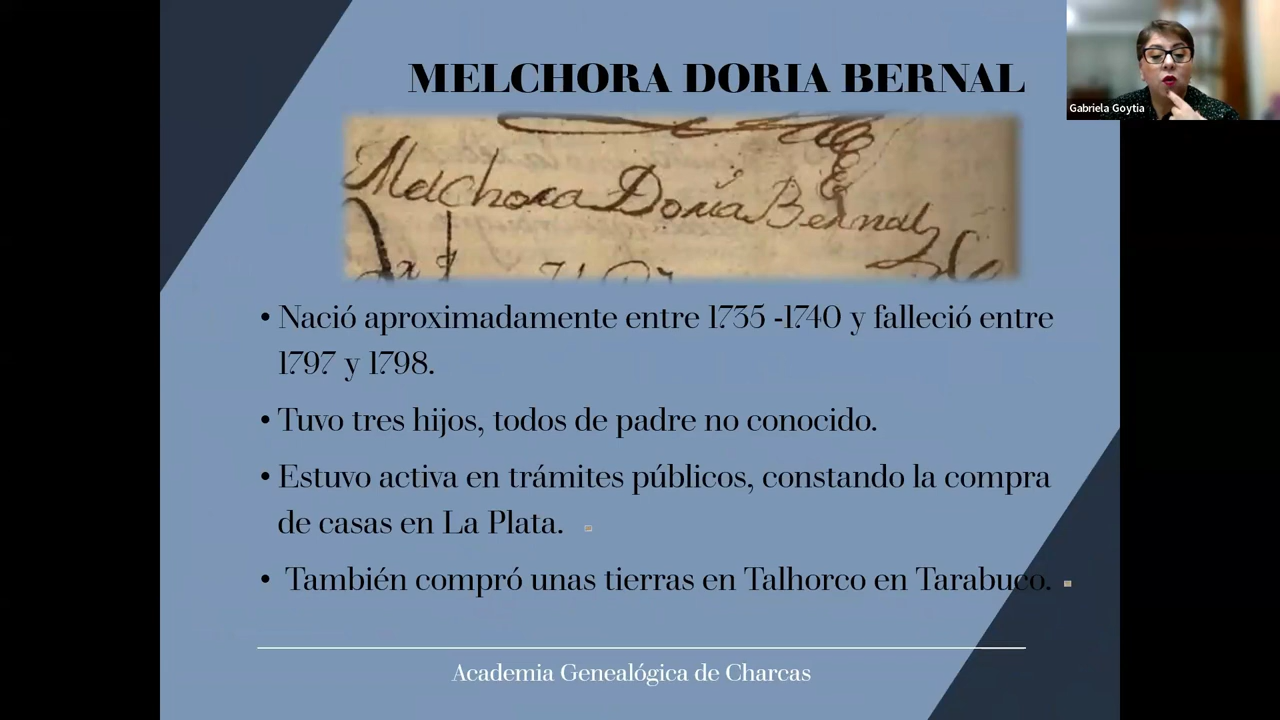 MELCHORA DORIA BERNAL
Gabriela Goytia
Melchora Doria Bernal
• Nació aproximadamente entre 1735 -1740 y falleció entre
1797 y 1798.
• Tuvo tres hijos, todos de padre no conocido.
• Estuvo activa en trámites públicos, constando la compra
de casas en La Plata.
• También compró unas tierras en Talhorco en Tarabuco.
Academia Genealógica de Charcas